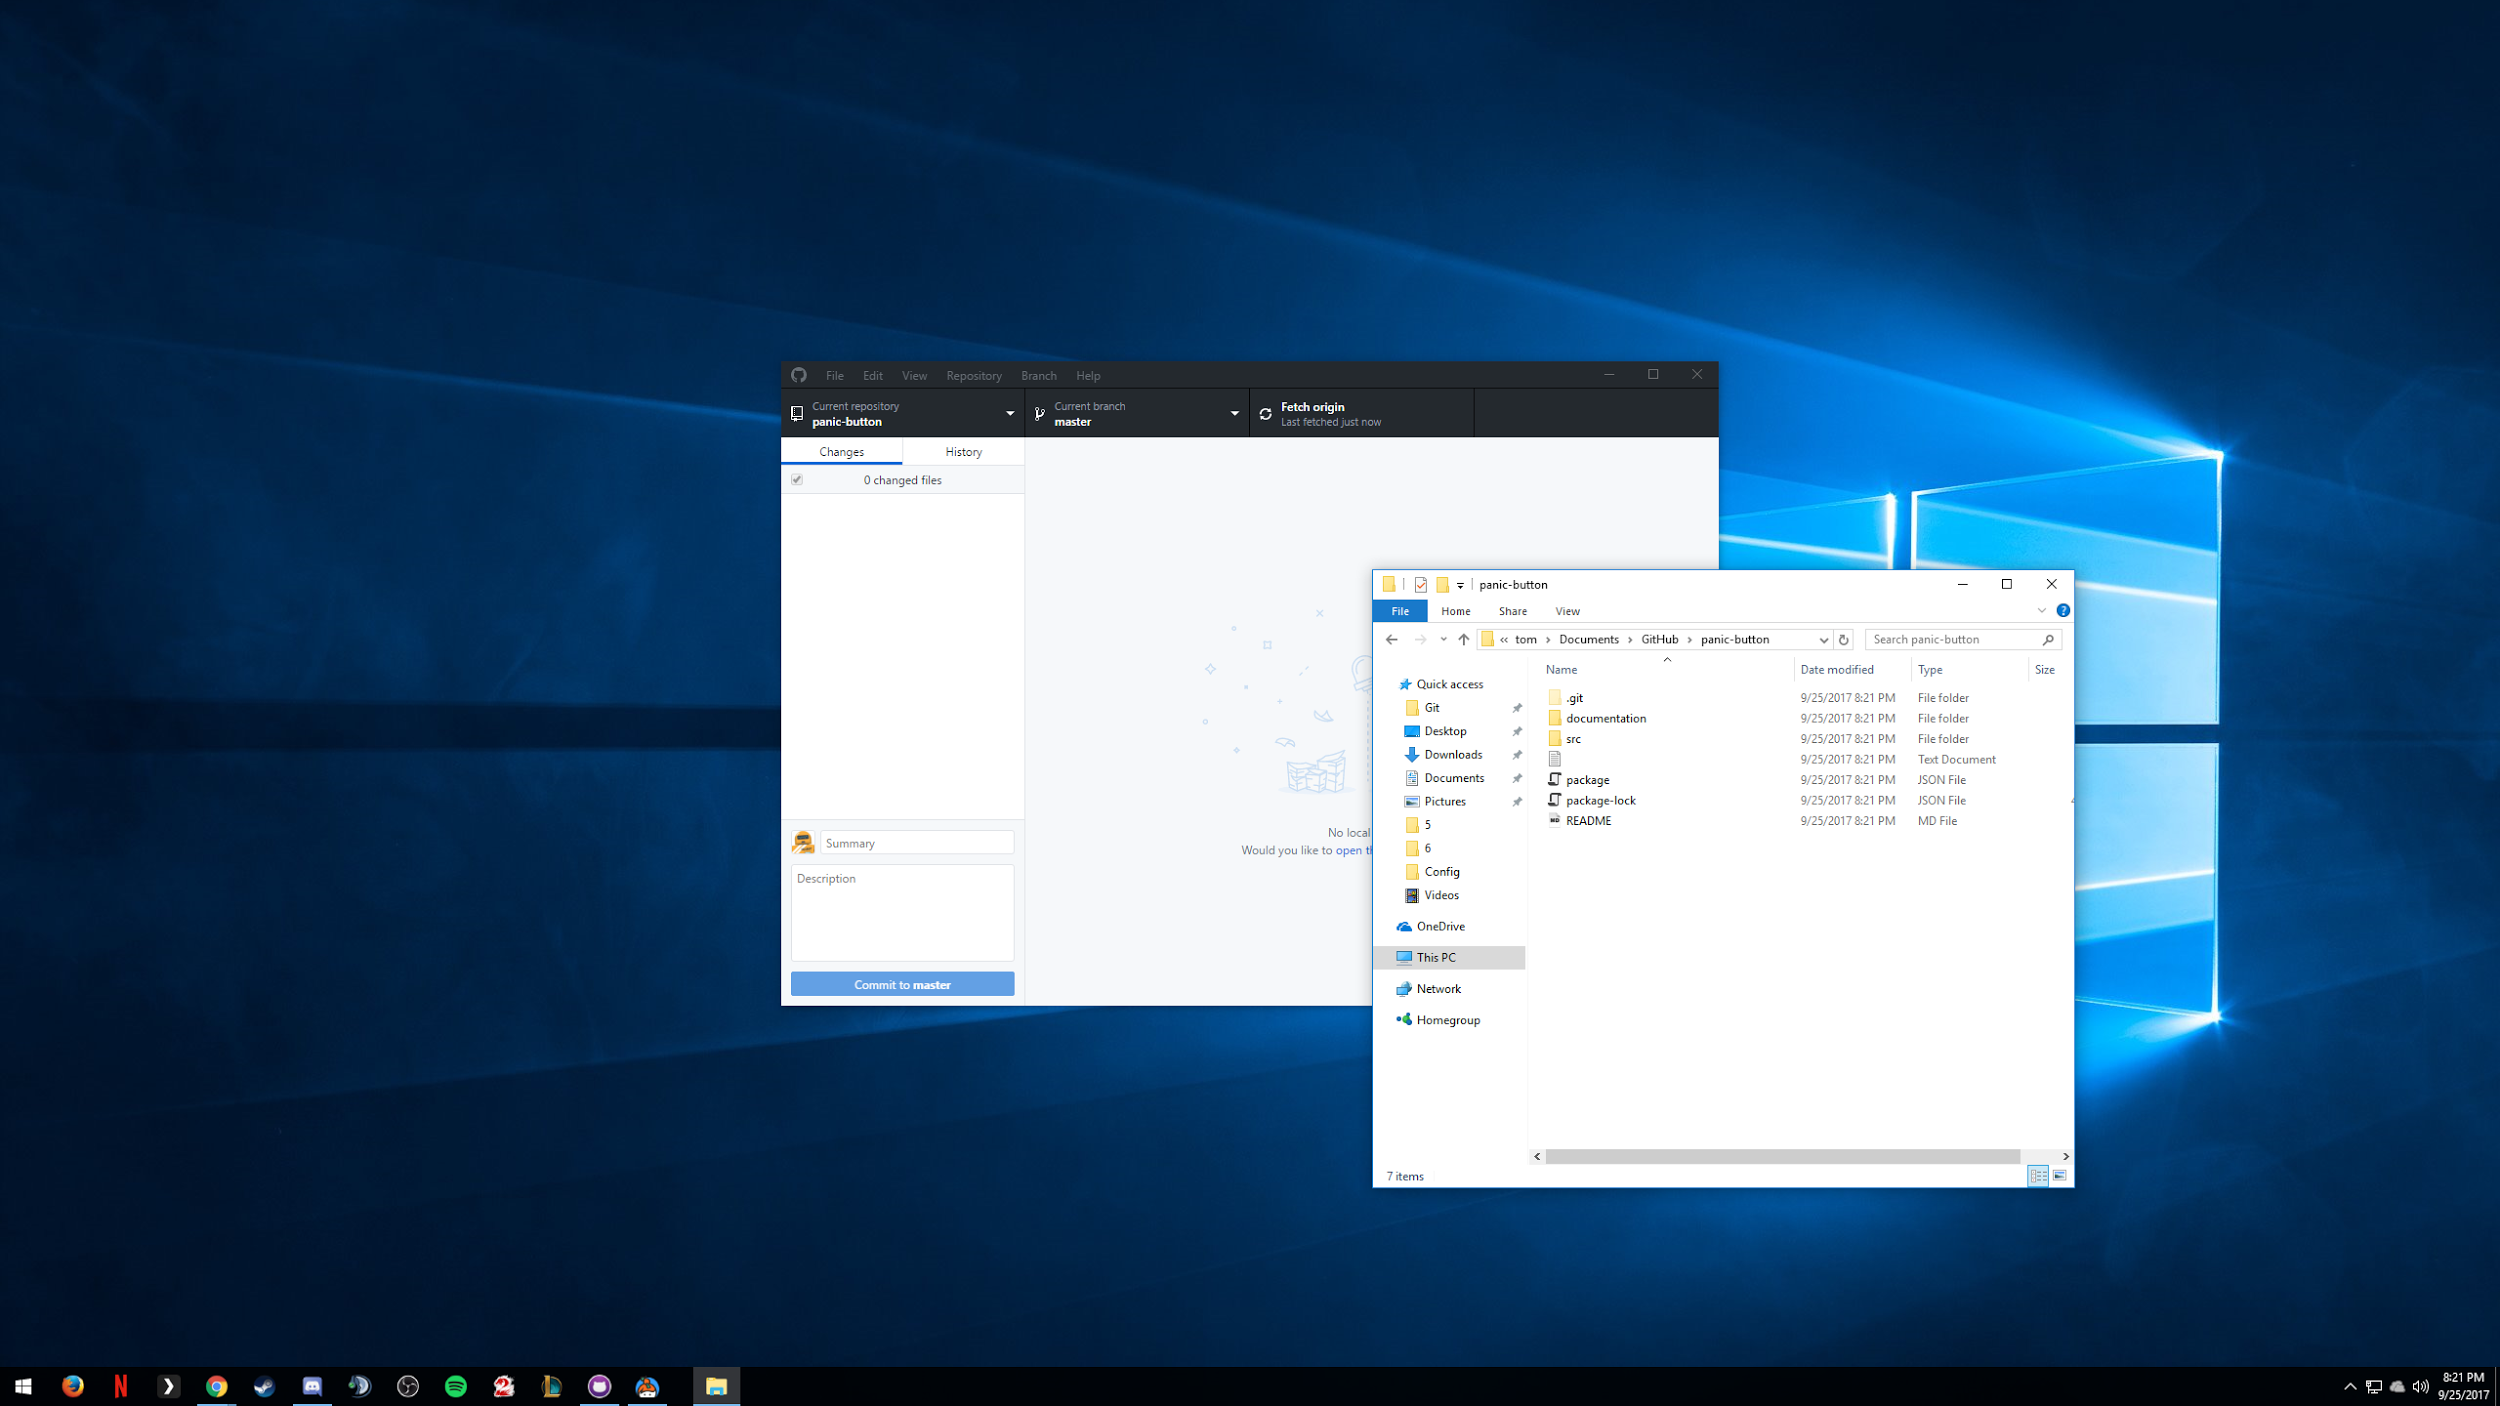 File Edit View Repository Branch Help
Current repository
panic-button
Current branch
master
Fetch origin
Last fetched just now
Changes History
0 changed files
Summary
Description
Commit to master
No local
Would you like to open th
panic-button
File Home Share View
« tom › Documents › GitHub › panic-button
Search panic-button
Name Date modified Type Size
Quick access
Git
Desktop
Downloads
Documents
Pictures
5
6
Config
Videos
OneDrive
This PC
Network
Homegroup
.git 9/25/2017 8:21 PM File folder
documentation 9/25/2017 8:21 PM File folder
src 9/25/2017 8:21 PM File folder
9/25/2017 8:21 PM Text Document
package 9/25/2017 8:21 PM JSON File
package-lock 9/25/2017 8:21 PM JSON File
README 9/25/2017 8:21 PM MD File
7 items
8:21 PM
9/25/2017